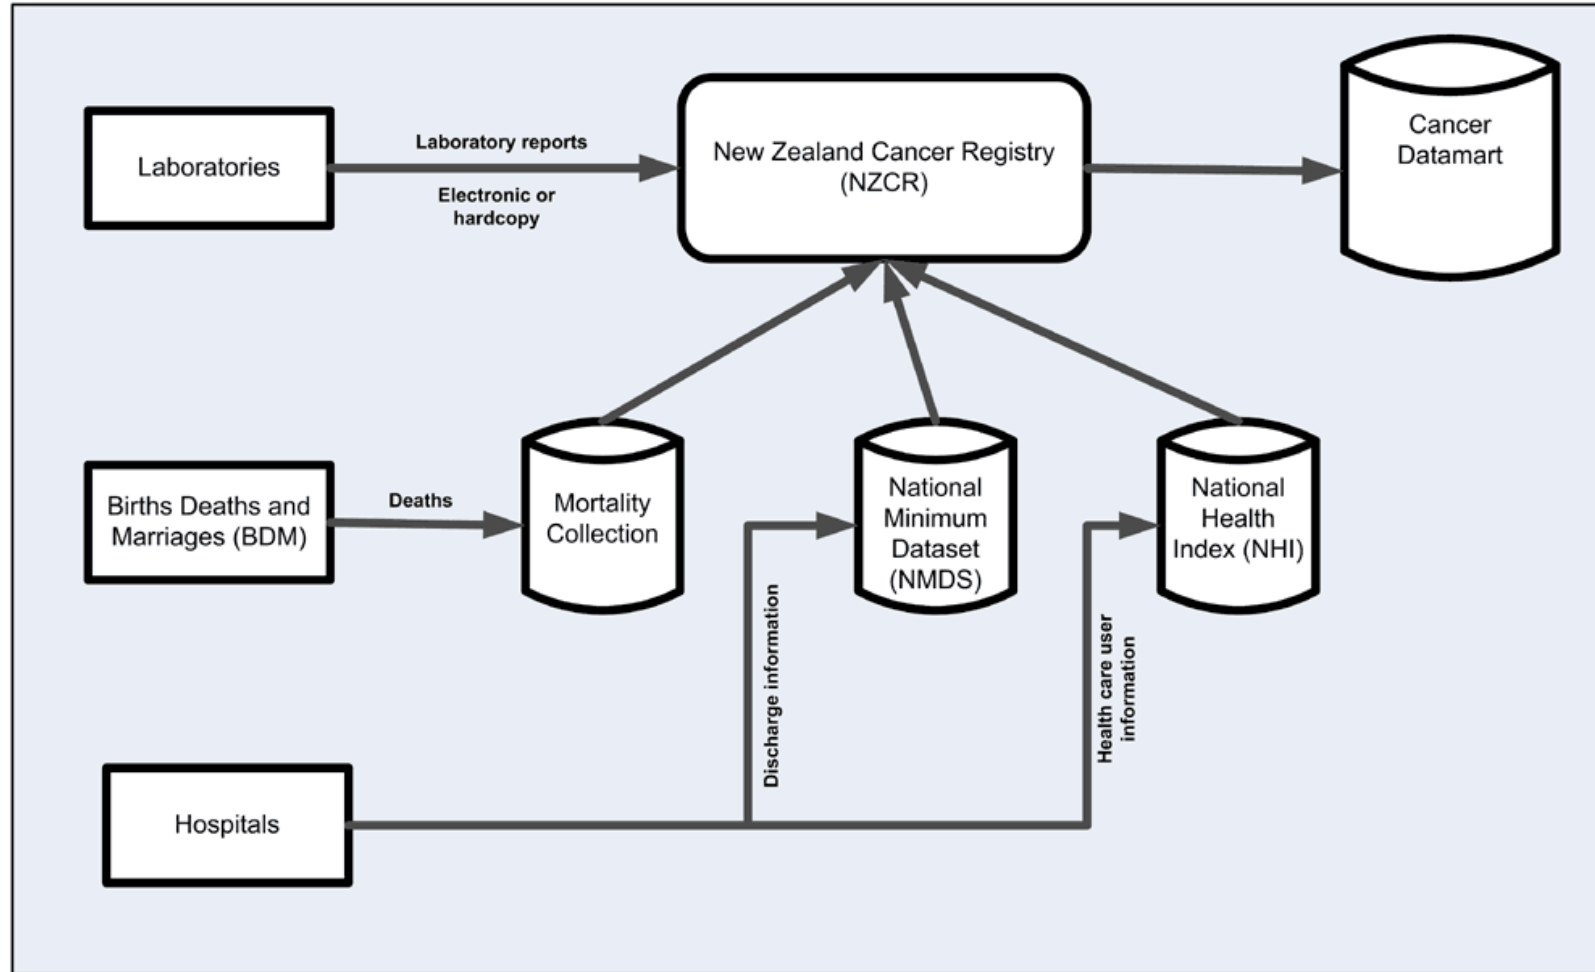 Laboratories
Laboratory reports
Electronic or
hardcopy
New Zealand Cancer Registry
(NZCR)
Cancer
Datamart
Births Deaths and
Marriages (BDM)
Deaths
Mortality
Collection
National
Minimum
Dataset
(NMDS)
National
Health
Index (NHI)
Discharge information
Health care user
information
Hospitals